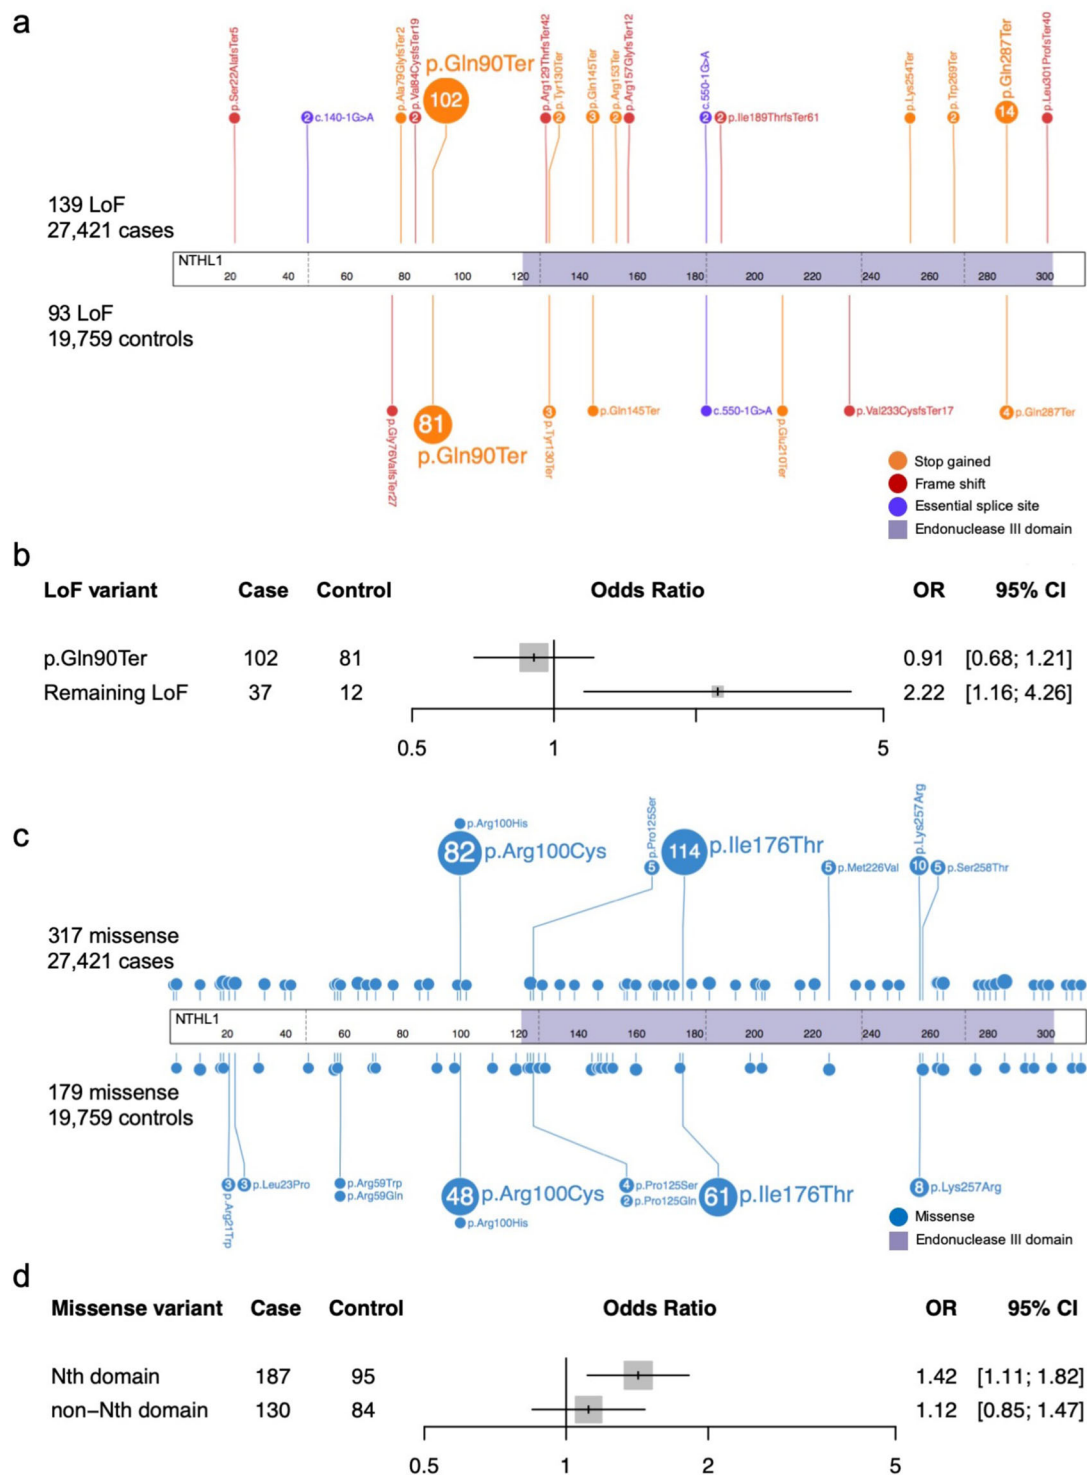 a
p.Ser22AlafsTer5
2 c.140-1G>A
p.Ala79GlyfsTer2
2 p.Val84CysfsTer19
p.Gln90Ter
102
p.Arg129ThrfsTer42
2 p.Tyr130Ter
3 p.Gln145Ter
2 p.Arg153Ter
p.Arg157GlyfsTer12
2 c.550-1G>A
2 p.Ile189ThrfsTer61
p.Lys254Ter
2 p.Trp269Ter
14 p.Gln287Ter
p.Leu301ProfsTer40
139 LoF
27,421 cases
NTHL1
20 40 60 80 100 120 140 160 180 200 220 240 260 280 300
93 LoF
19,759 controls
p.Gly76ValfsTer27
81
p.Gln90Ter
3 p.Tyr130Ter
p.Gln145Ter
c.550-1G>A
p.Glu210Ter
p.Val233CysfsTer17
4 p.Gln287Ter
Stop gained
Frame shift
Essential splice site
Endonuclease III domain
b
LoF variant Case Control Odds Ratio OR 95% CI
p.Gln90Ter 102 81 0.91 [0.68; 1.21]
Remaining LoF 37 12 2.22 [1.16; 4.26]
0.5 1 5
c
p.Arg100His
82 p.Arg100Cys
5 p.Pro125Ser
114 p.Ile176Thr
5 p.Met226Val
10 p.Lys257Arg
5 p.Ser258Thr
317 missense
27,421 cases
NTHL1
20 40 60 80 100 120 140 160 180 200 220 240 260 280 300
179 missense
19,759 controls
3 p.Arg21Trp
3 p.Leu23Pro
p.Arg59Trp
p.Arg59Gln
48 p.Arg100Cys
p.Arg100His
4 p.Pro125Ser
2 p.Pro125Gln
61 p.Ile176Thr
8 p.Lys257Arg
Missense
Endonuclease III domain
d
Missense variant Case Control Odds Ratio OR 95% CI
Nth domain 187 95 1.42 [1.11; 1.82]
non−Nth domain 130 84 1.12 [0.85; 1.47]
0.5 1 2 5